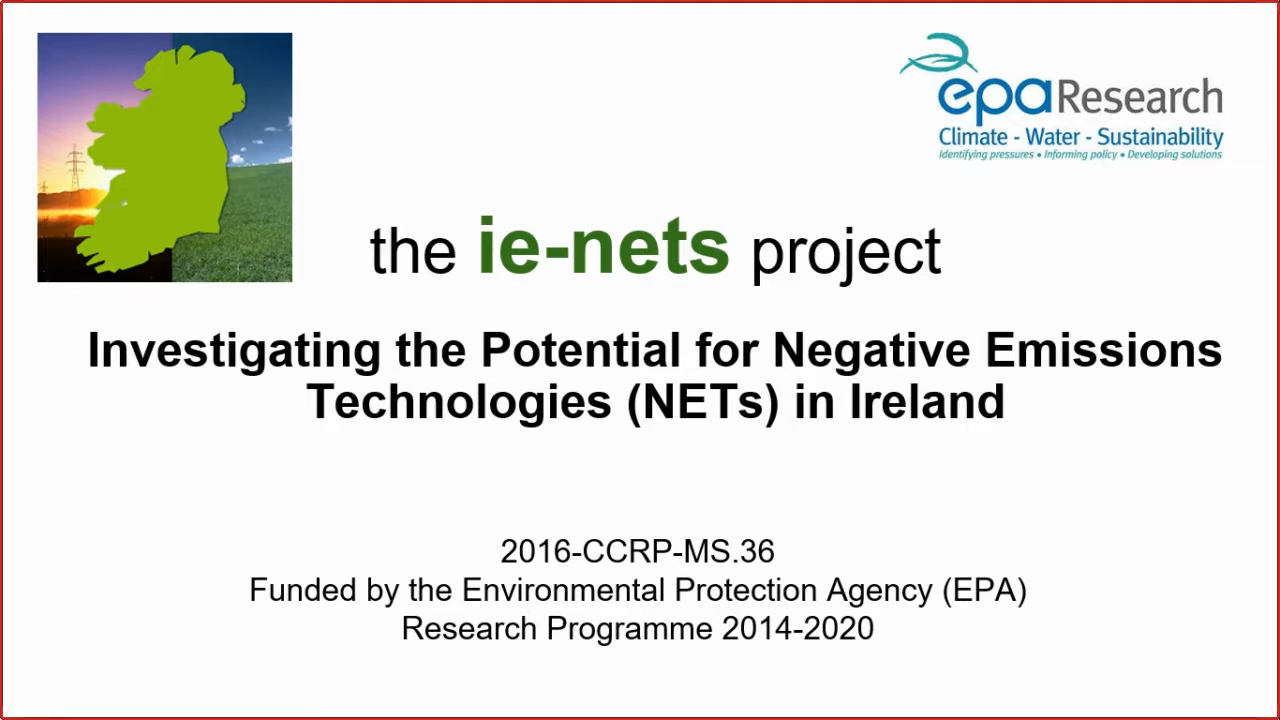 epaResearch
Climate - Water - Sustainability
Identifying pressures • Informing policy • Developing solutions
the ie-nets project
Investigating the Potential for Negative Emissions
Technologies (NETs) in Ireland
2016-CCRP-MS.36
Funded by the Environmental Protection Agency (EPA)
Research Programme 2014-2020